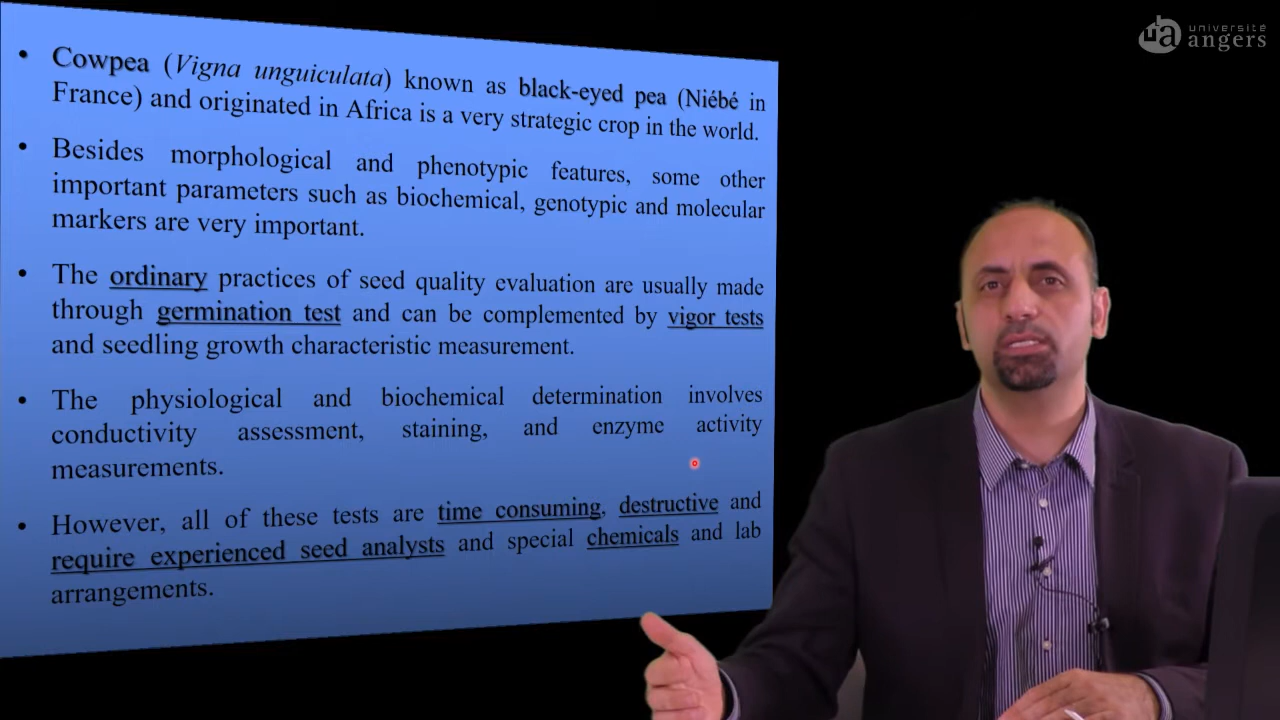 • Cowpea (Vigna unguiculata) known as black-eyed pea (Niébé in
France) and originated in Africa is a very strategic crop in the world.
• Besides morphological and phenotypic features, some other
important parameters such as biochemical, genotypic and molecular
markers are very important.
• The ordinary practices of seed quality evaluation are usually made
through germination test and can be complemented by vigor tests
and seedling growth characteristic measurement.
• The physiological and biochemical determination involves
conductivity assessment, staining, and enzyme activity
measurements.
• However, all of these tests are time consuming, destructive and
require experienced seed analysts and special chemicals and lab
arrangements.
ua
université
angers